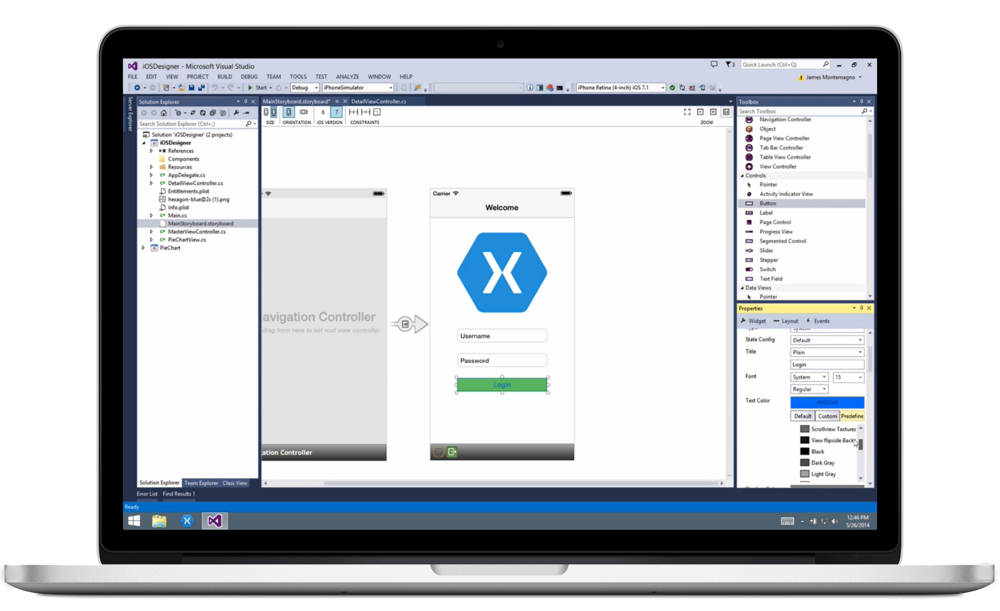 iOSDesigner - Microsoft Visual Studio
3
Quick Launch (Ctrl+Q)
FILE EDIT VIEW PROJECT BUILD DEBUG TEAM TOOLS TEST ANALYZE WINDOW HELP
James Montemagno
Start Debug iPhoneSimulator iPhone Retina (4-inch) iOS 7.1
Server Explorer
Solution Explorer
Search Solution Explorer (Ctrl+;)
Solution 'iOSDesigner' (2 projects)
iOSDesigner
References
Components
Resources
AppDelegate.cs
DetailViewController.cs
Entitlements.plist
hexagon-blue@2x (1).png
Info.plist
Main.cs
MainStoryboard.storyboard
MasterViewController.cs
PieChartView.cs
PieChart
Solution Explorer Team Explorer Class View
Error List Find Results 1
Ready
MainStoryboard.storyboard* DetailViewController.cs
6 7
SIZE ORIENTATION iOS VERSION CONSTRAINTS ZOOM
avigation Controller
drag from here to set root view controller.
gation Controller
Carrier
Welcome
X
Username
Password
Login
Toolbox
Search Toolbox
Navigation Controller
Object
Page View Controller
Tab Bar Controller
Table View Controller
View Controller
Controls
Pointer
Activity Indicator View
Button
Label
Page Control
Progress View
Segmented Control
Slider
Stepper
Switch
Text Field
Data Views
Pointer
Properties
Widget Layout Events
State Config Default
Title Plain
Login
Font System 15
Regular
Text Color #ff007aff
Default Custom Predefine
Scrollview Textured
View flipside Back
Black
Dark Gray
Light Gray
12:46 PM
5/26/2014